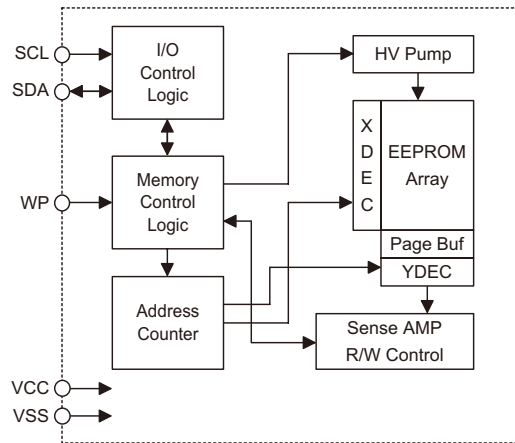 SCL
SDA
WP
VCC
VSS
I/O
Control
Logic
Memory
Control
Logic
Address
Counter
HV Pump
X
D
E
C
EEPROM
Array
Page Buf
YDEC
Sense AMP
R/W Control